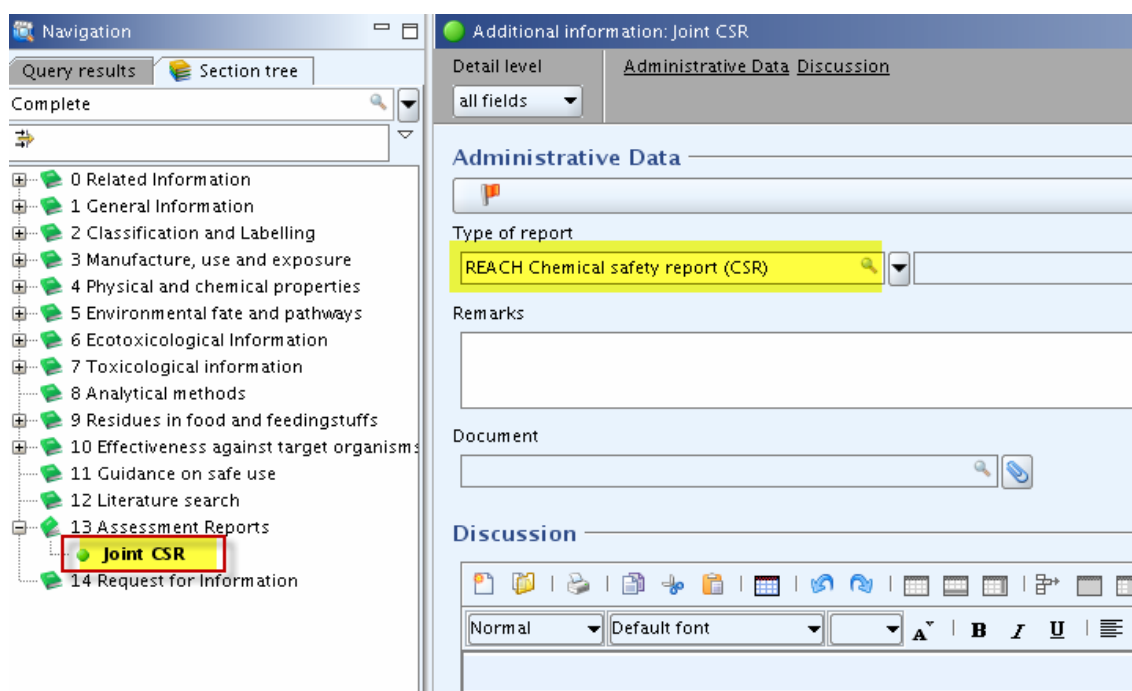 Navigation
Query results
Section tree
Complete
0 Related Information
1 General Information
2 Classification and Labelling
3 Manufacture, use and exposure
4 Physical and chemical properties
5 Environmental fate and pathways
6 Ecotoxicological Information
7 Toxicological information
8 Analytical methods
9 Residues in food and feedingstuffs
10 Effectiveness against target organisms
11 Guidance on safe use
12 Literature search
13 Assessment Reports
Joint CSR
14 Request for Information
Additional information: Joint CSR
Detail level
Administrative Data Discussion
all fields
Administrative Data
Type of report
REACH Chemical safety report (CSR)
Remarks
Document
Discussion
Normal
Default font
A
B I U